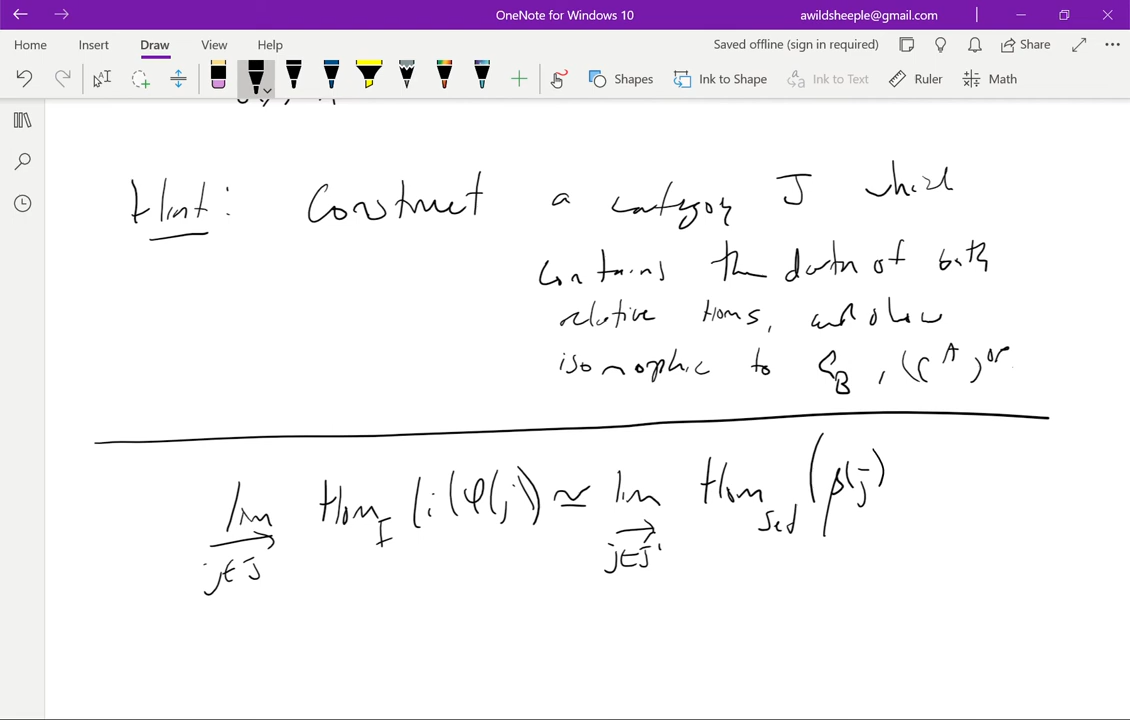 OneNote for Windows 10
awildsheeple@gmail.com
Home Insert Draw View Help
Saved offline (sign in required) Share
Shapes Ink to Shape Ink to Text Ruler Math
Hint: Construct a category J which
contains the data of both
relative Homs, and show
isomorphic to C_B, (C^A)^op.
lim Hom_I (i, φ(j)) ≃ lim Hom_Set (β(j)
j∈J j∈J